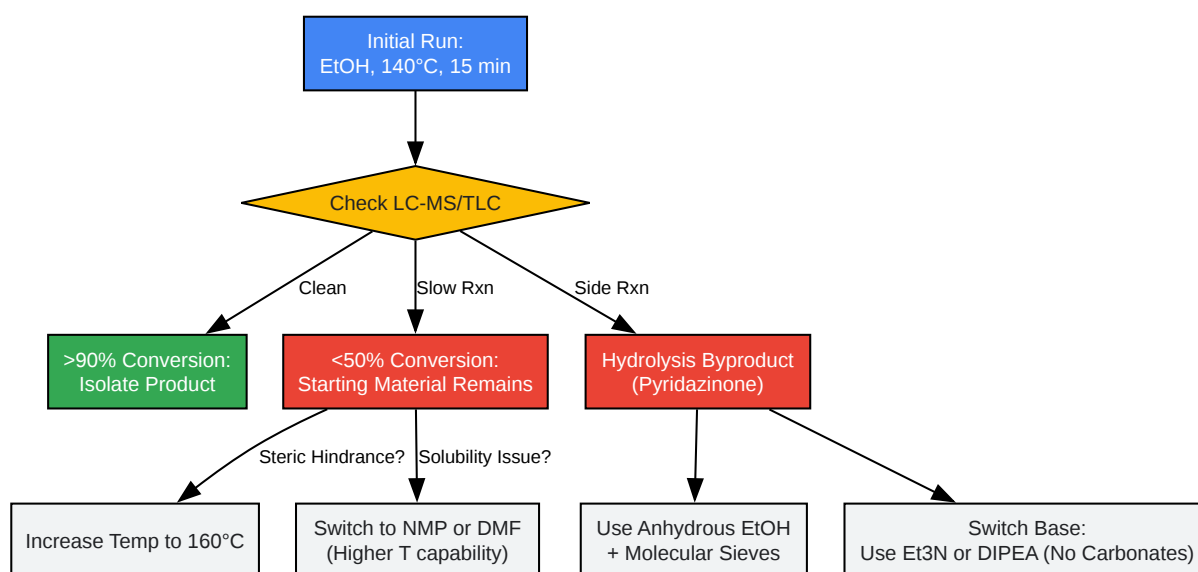 Initial Run:
EtOH, 140°C, 15 min
Check LC-MS/TLC
Clean
Slow Rxn
Side Rxn
>90% Conversion:
Isolate Product
<50% Conversion:
Starting Material Remains
Hydrolysis Byproduct
(Pyridazinone)
Steric Hindrance?
Solubility Issue?
Increase Temp to 160°C
Switch to NMP or DMF
(Higher T capability)
Use Anhydrous EtOH
+ Molecular Sieves
Switch Base:
Use Et3N or DIPEA (No Carbonates)